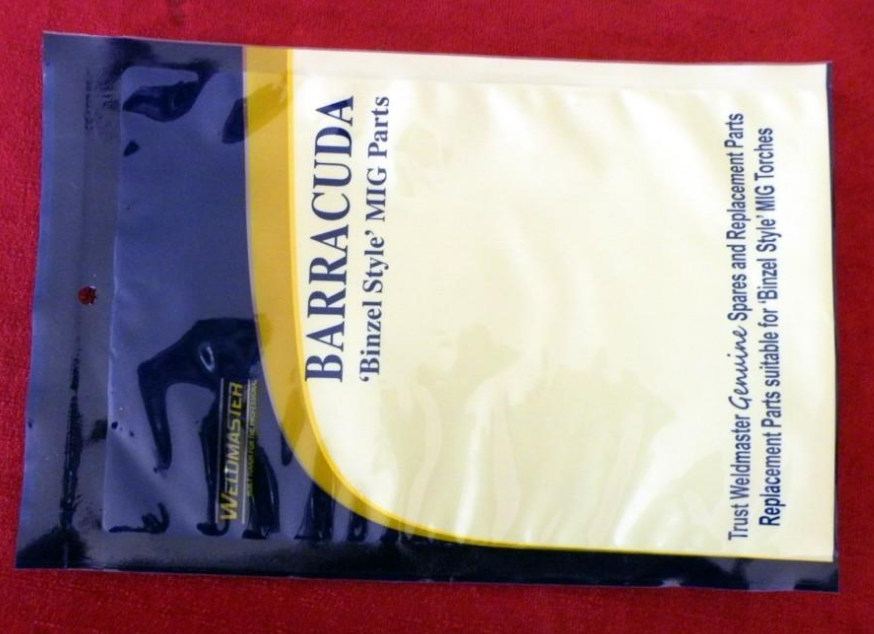 WELDMASTER
BARRACUDA
‘Binzel Style’ MIG Parts
Trust Weldmaster Genuine Spares and Replacement Parts
Replacement Parts suitable for ‘Binzel Style’ MIG Torches